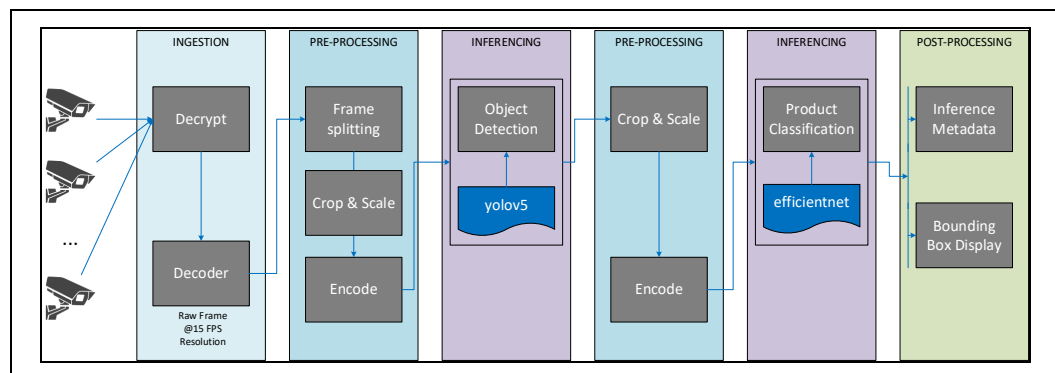 INGESTION
Decrypt
Decoder
Raw Frame
@15 FPS
Resolution
...
PRE-PROCESSING
Frame
splitting
Crop & Scale
Encode
INFERENCING
Object
Detection
yolov5
PRE-PROCESSING
Crop & Scale
Encode
INFERENCING
Product
Classification
efficientnet
POST-PROCESSING
Inference
Metadata
Bounding
Box Display